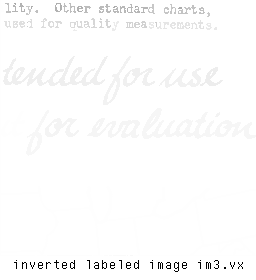 lity. Other standard charts,
used for quality measurements.
tended for use
for evaluation
inverted labeled image im3.vx